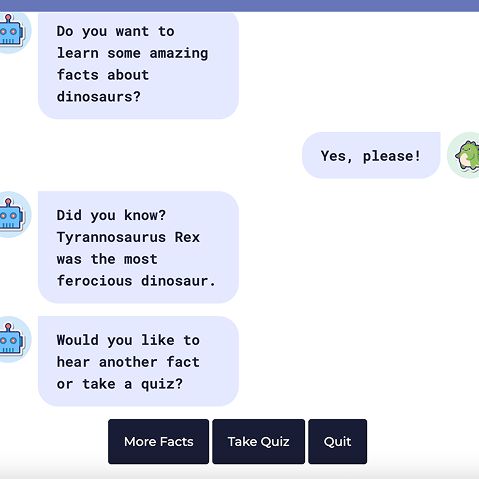 Do you want to
learn some amazing
facts about
dinosaurs?
Yes, please!
Did you know?
Tyrannosaurus Rex
was the most
ferocious dinosaur.
Would you like to
hear another fact
or take a quiz?
More Facts
Take Quiz
Quit